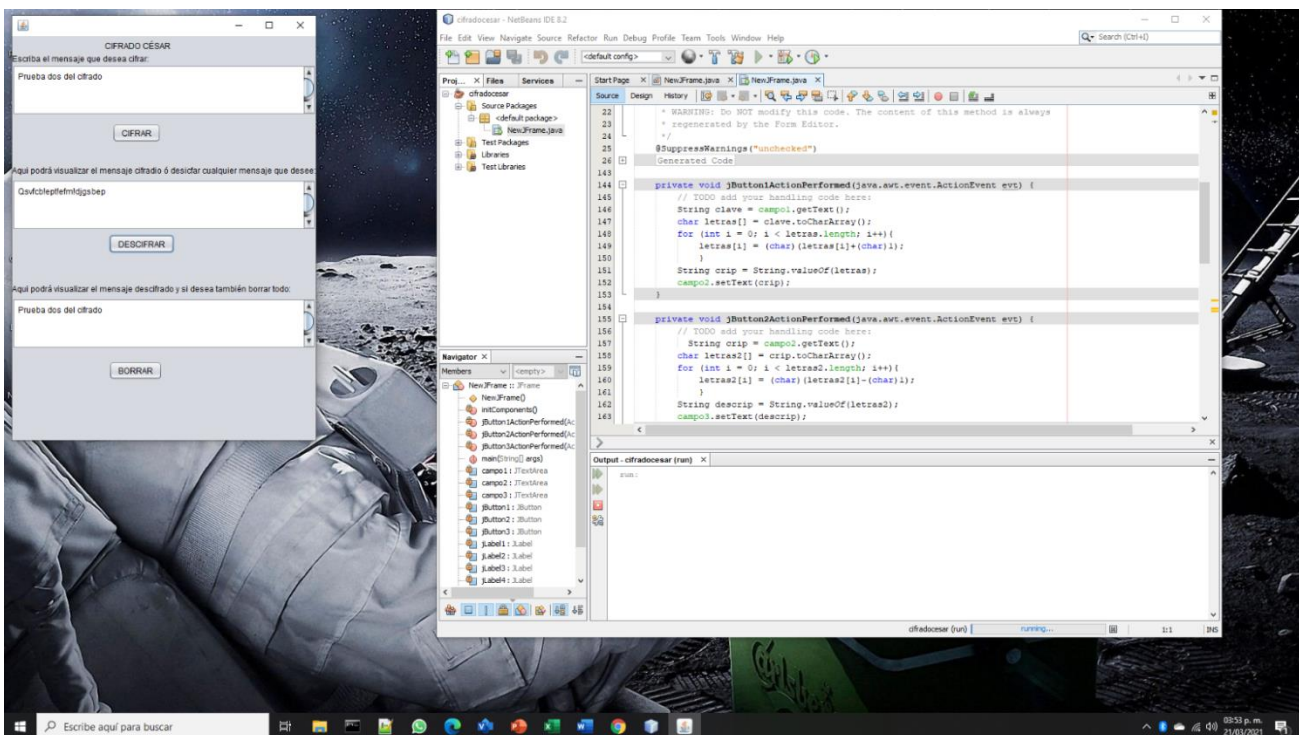 CIFRADO CÉSAR
Escriba el mensaje que desea cifrar:
Prueba dos del cifrado
CIFRAR
Aquí podrá visualizar el mensaje cifradio ó desicfar cualquier mensaje que desee:
DESCIFRAR
Aquí podrá visualizar el mensaje descifrado y si desea también borrar todo:
Prueba dos del cifrado
BORRAR
cifradocesar - NetBeans IDE 8.2
File Edit View Navigate Source Refactor Run Debug Profile Team Tools Window Help
Search (Ctrl+I)
<default config>
Proj... Files Services
cifradocesar
Source Packages
<default package>
NewJFrame.java
Test Packages
Libraries
Test Libraries
Start Page NewJFrame.java NewJFrame.java
Source Design History
22 * WARNING: Do NOT modify this code. The content of this method is always
23 * regenerated by the Form Editor.
24 */
25 @SuppressWarnings("unchecked")
26 Generated Code
143
144 private void jButton1ActionPerformed(java.awt.event.ActionEvent evt) {
145 // TODO add your handling code here:
146 String clave = campo1.getText();
147 char letras[] = clave.toCharArray();
148 for (int i = 0; i < letras.length; i++){
149 letras[i] = (char)(letras[i]+(char)1);
150 }
151 String crip = String.valueOf(letras);
152 campo2.setText(crip);
153 }
154
155 private void jButton2ActionPerformed(java.awt.event.ActionEvent evt) {
156 // TODO add your handling code here:
157 String crip = campo2.getText();
158 char letras2[] = crip.toCharArray();
159 for (int i = 0; i < letras2.length; i++){
160 letras2[i] = (char)(letras2[i]-(char)1);
161 }
162 String descrip = String.valueOf(letras2);
163 campo3.setText(descrip);
Navigator
Members <empty>
NewJFrame :: JFrame
NewJFrame()
initComponents()
jButton1ActionPerformed(Ac
jButton2ActionPerformed(Ac
jButton3ActionPerformed(Ac
main(String[] args)
campo1 : JTextArea
campo2 : JTextArea
campo3 : JTextArea
jButton1 : JButton
jButton2 : JButton
jButton3 : JButton
jLabel1 : JLabel
jLabel2 : JLabel
jLabel3 : JLabel
jLabel4 : JLabel
Output - cifradocesar (run)
run:
cifradocesar (run) running... 1:1 INS
Escribe aquí para buscar
03:53 p. m.
21/03/2021